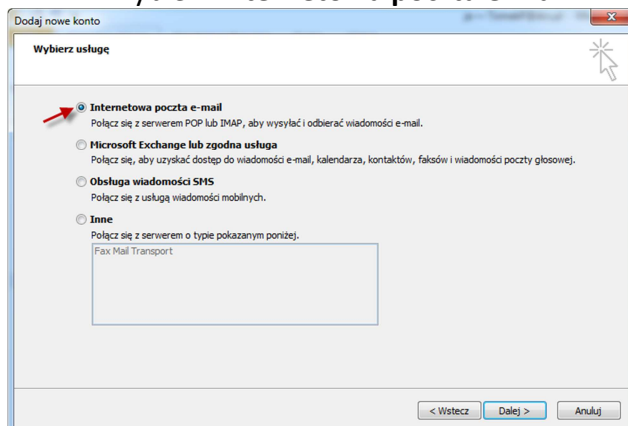 Dodaj nowe konto
Wybierz usługę
Internetowa poczta e-mail
Połącz się z serwerem POP lub IMAP, aby wysyłać i odbierać wiadomości e-mail.
Microsoft Exchange lub zgodna usługa
Połącz się, aby uzyskać dostęp do wiadomości e-mail, kalendarza, kontaktów, faksów i wiadomości poczty głosowej.
Obsługa wiadomości SMS
Połącz się z usługą wiadomości mobilnych.
Inne
Połącz się z serwerem o typie pokazanym poniżej.
Fax Mail Transport
< Wstecz Dalej > Anuluj